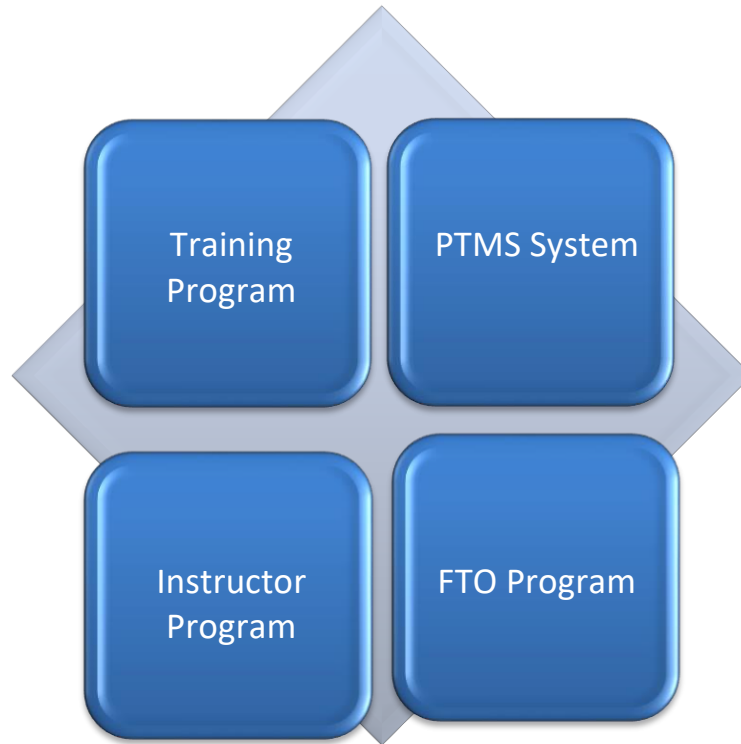 Training
Program
PTMS System
Instructor
Program
FTO Program